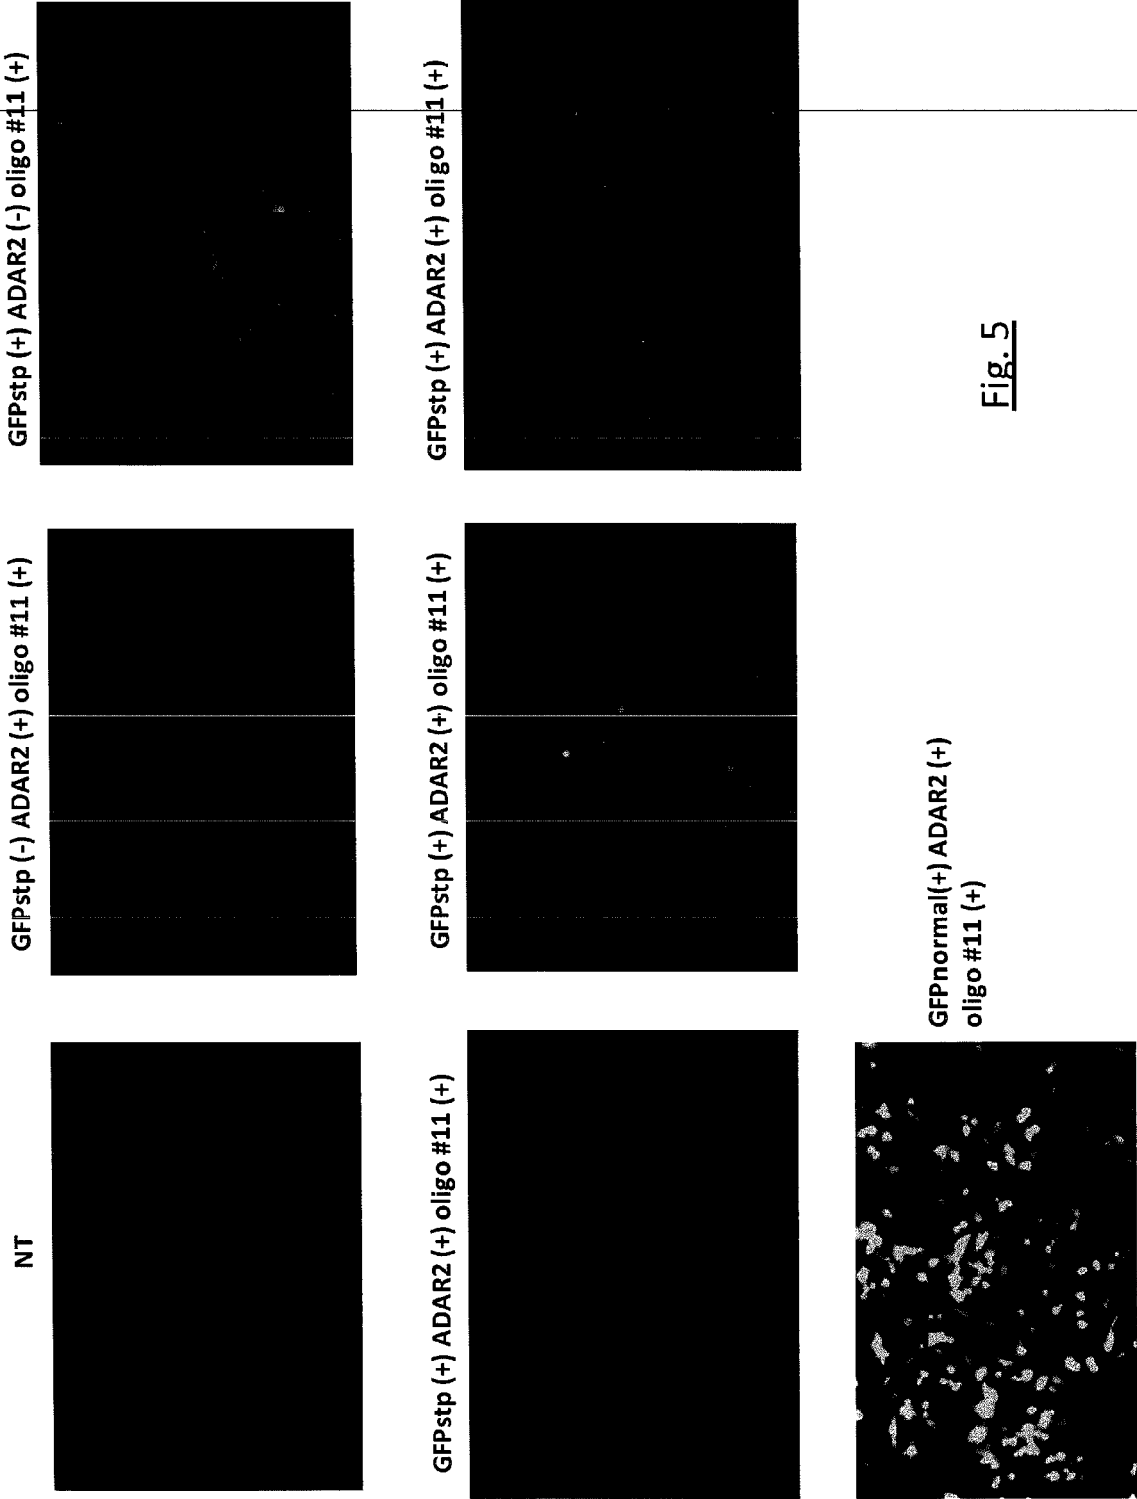 NT
GFPstp (-) ADAR2 (+) oligo #11 (+)
GFPstp (+) ADAR2 (-) oligo #11 (+)
GFPstp (+) ADAR2 (+) oligo #11 (+)
GFPstp (+) ADAR2 (+) oligo #11 (+)
GFPstp (+) ADAR2 (+) oligo #11 (+)
GFPnormal(+) ADAR2 (+)
oligo #11 (+)
Fig. 5